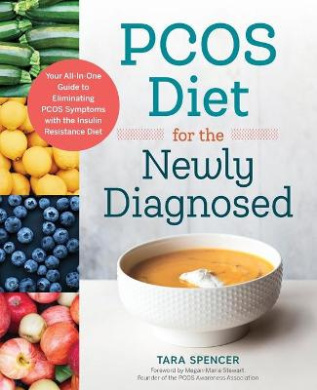 PCOS
Diet
for the
Newly
Diagnosed
Your All-In-One
Guide to
Eliminating
PCOS Symptoms
with the Insulin
Resistance Diet
TARA SPENCER
Foreword by Megan-Marie Stewart
Founder of the PCOS Awareness Association